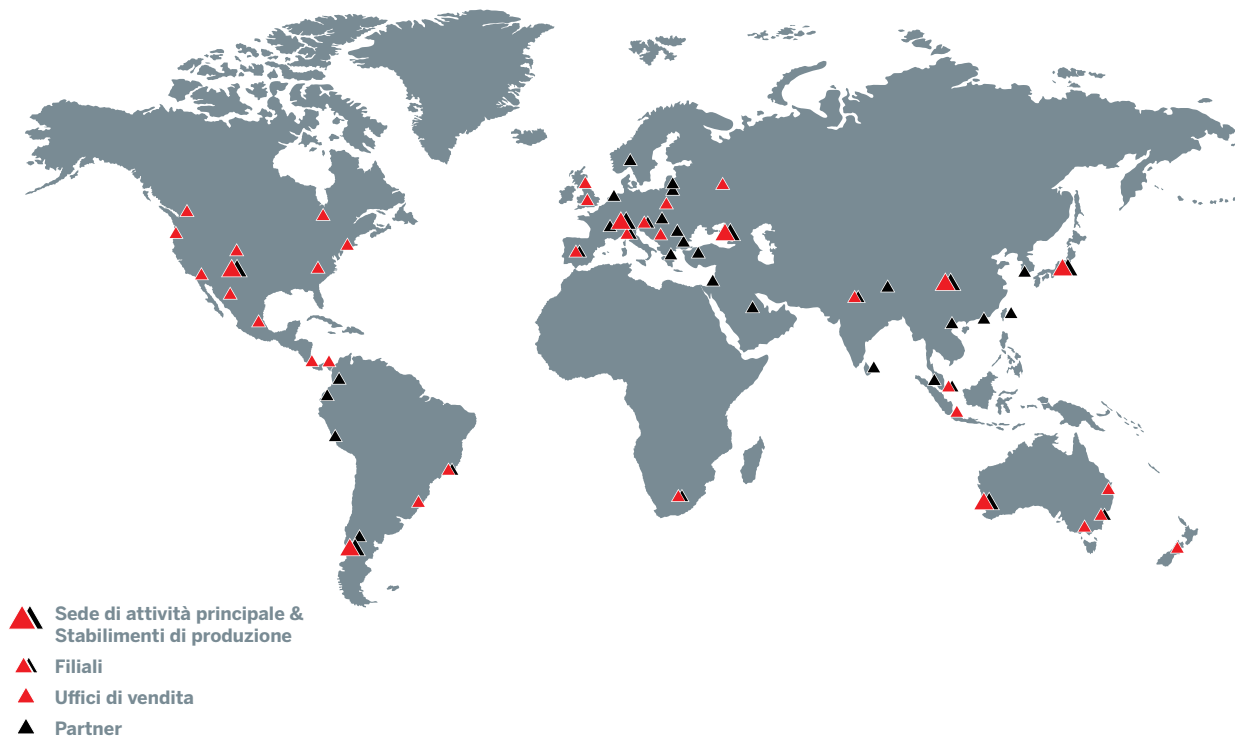 Sede di attività principale &
Stabilimenti di produzione
Filiali
Uffici di vendita
Partner